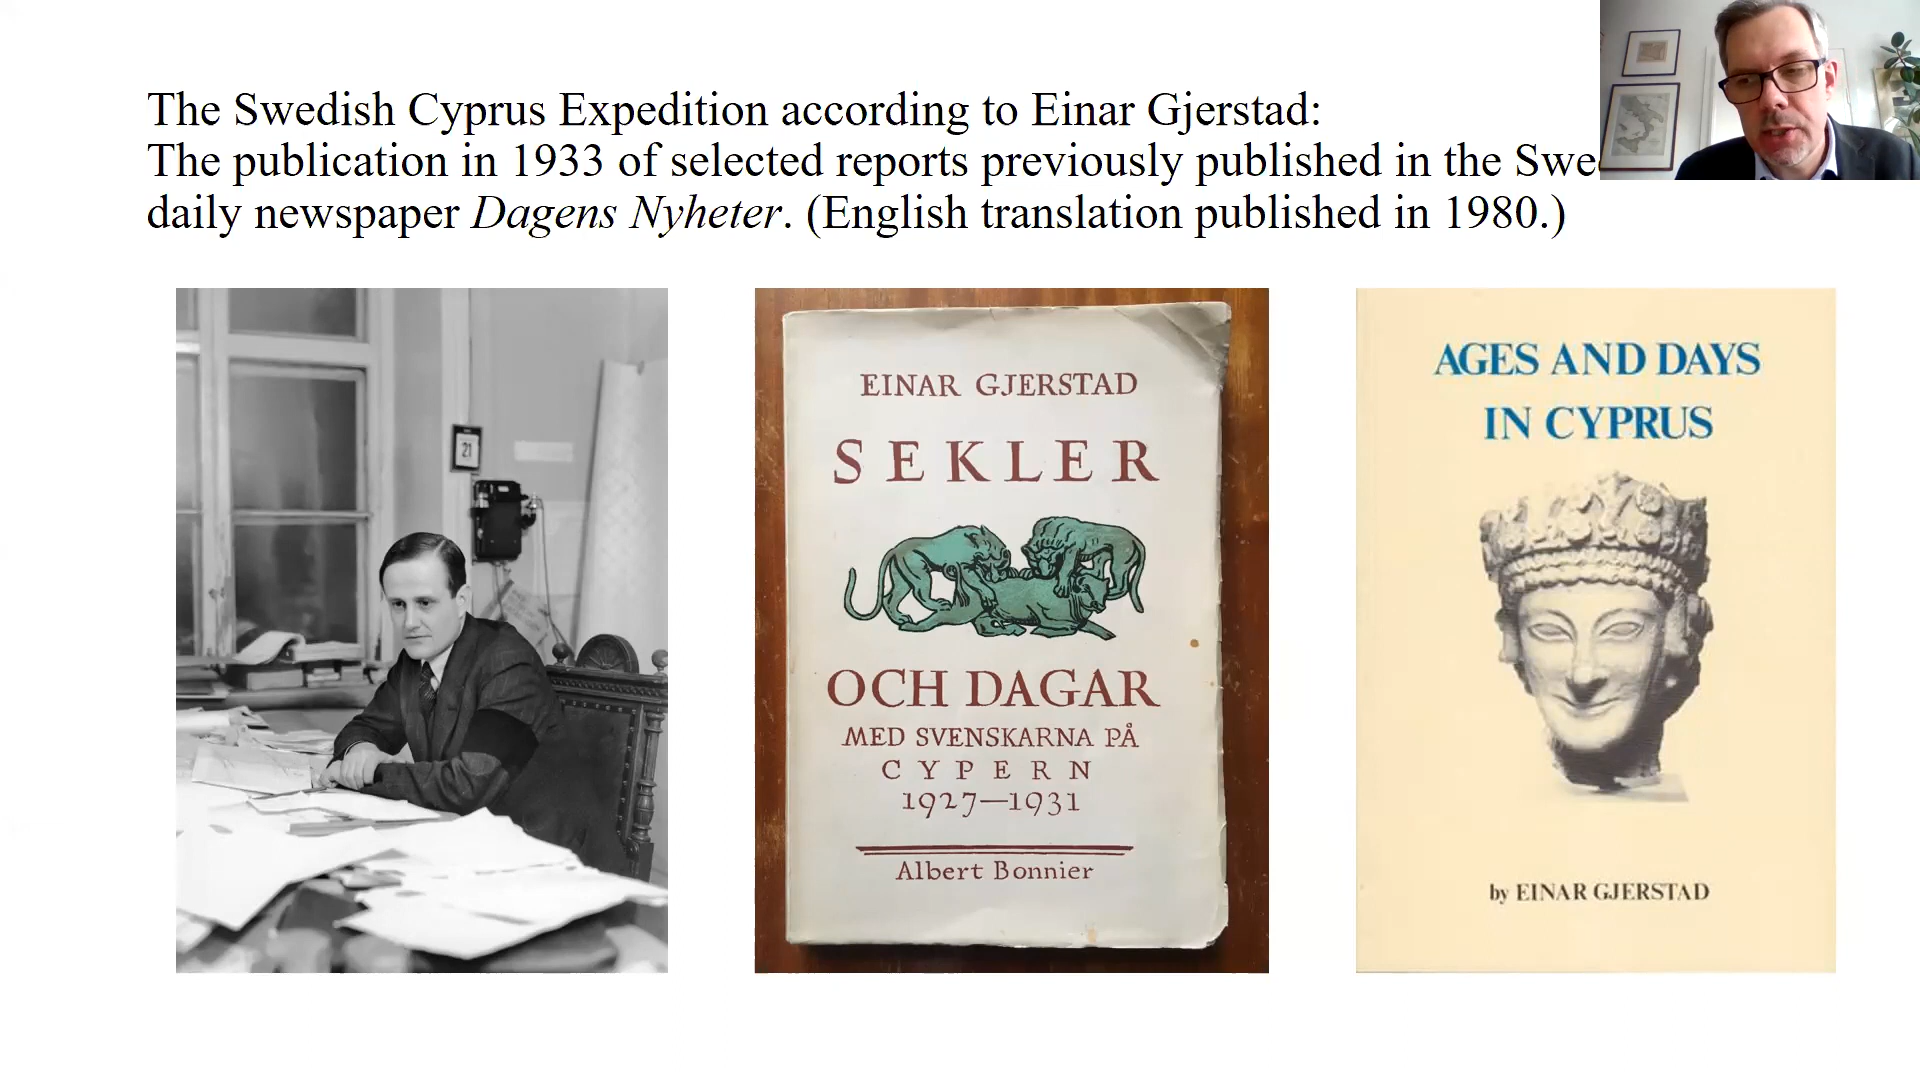 The Swedish Cyprus Expedition according to Einar Gjerstad:
The publication in 1933 of selected reports previously published in the Swe
daily newspaper Dagens Nyheter. (English translation published in 1980.)
21
EINAR GJERSTAD
SEKLER
OCH DAGAR
MED SVENSKARNA PÅ
CYPERN
1927—1931
Albert Bonnier
AGES AND DAYS
IN CYPRUS
by EINAR GJERSTAD